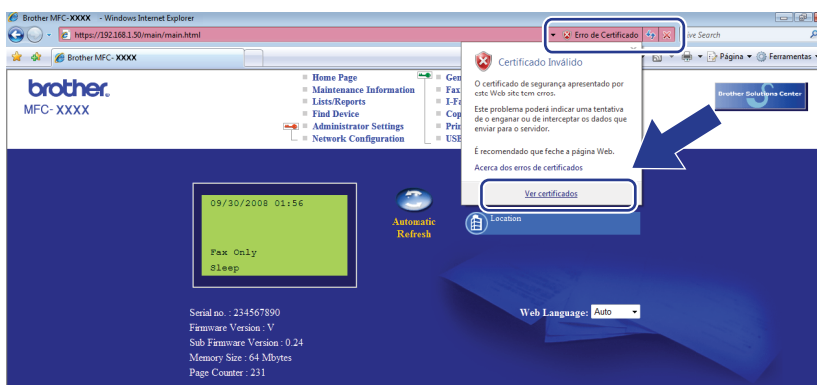 Brother MFC-XXXX - Windows Internet Explorer
https://192.168.1.50/main/main.html
Erro de Certificado
Search
Brother MFC- XXXX
Página
Ferramentas
Certificado Inválido
O certificado de segurança apresentado por
este Web site tem erros.
Este problema poderá indicar uma tentativa
de o enganar ou de interceptar os dados que
enviar para o servidor.
É recomendado que feche a página Web.
Acerca dos erros de certificados
Ver certificados
brother.
MFC- XXXX
Home Page
Maintenance Information
Lists/Reports
Find Device
Administrator Settings
Network Configuration
Gen
Fax
I-Fa
Cop
Prin
USB
Brother Solutions Center
09/30/2008 01:56
Fax Only
Sleep
Automatic
Refresh
Location
Serial no. : 234567890
Firmware Version : V
Sub Firmware Version : 0.24
Memory Size : 64 Mbytes
Page Counter : 231
Web Language: Auto